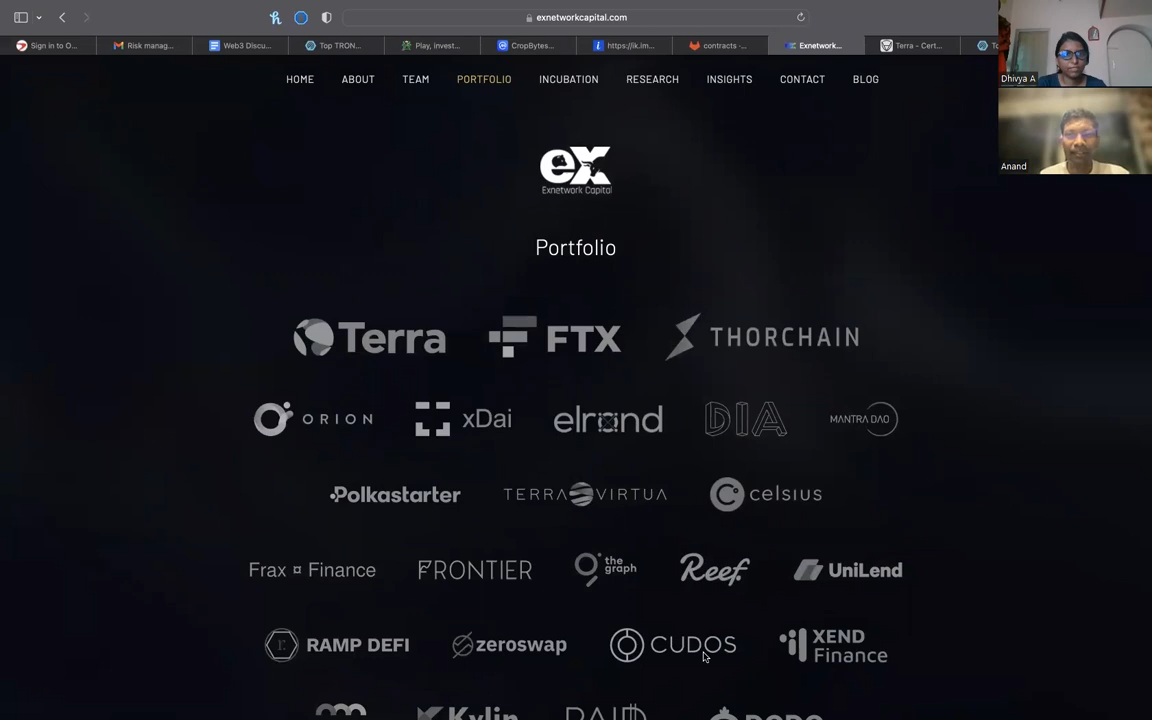 exnetworkcapital.com
Sign in to O...
Risk manag...
Web3 Discu...
Top TRON...
Play, invest...
CropBytes...
https://ik.im...
contracts -...
Exnetwork...
Terra - Cert...
HOME ABOUT TEAM PORTFOLIO INCUBATION RESEARCH INSIGHTS CONTACT BLOG
Dhivya A
Anand
ex
Exnetwork Capital
Portfolio
Terra FTX THORCHAIN
ORION xDai elrond DIA MANTRA DAO
Polkastarter TERRA VIRTUA celsius
Frax ¤ Finance FRONTIER the graph Reef UniLend
RAMP DEFI zeroswap CUDOS XEND Finance
Kylin